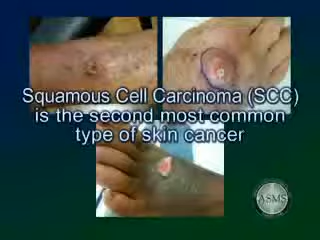 Squamous Cell Carcinoma (SCC)
is the second most common
type of skin cancer
ASMS